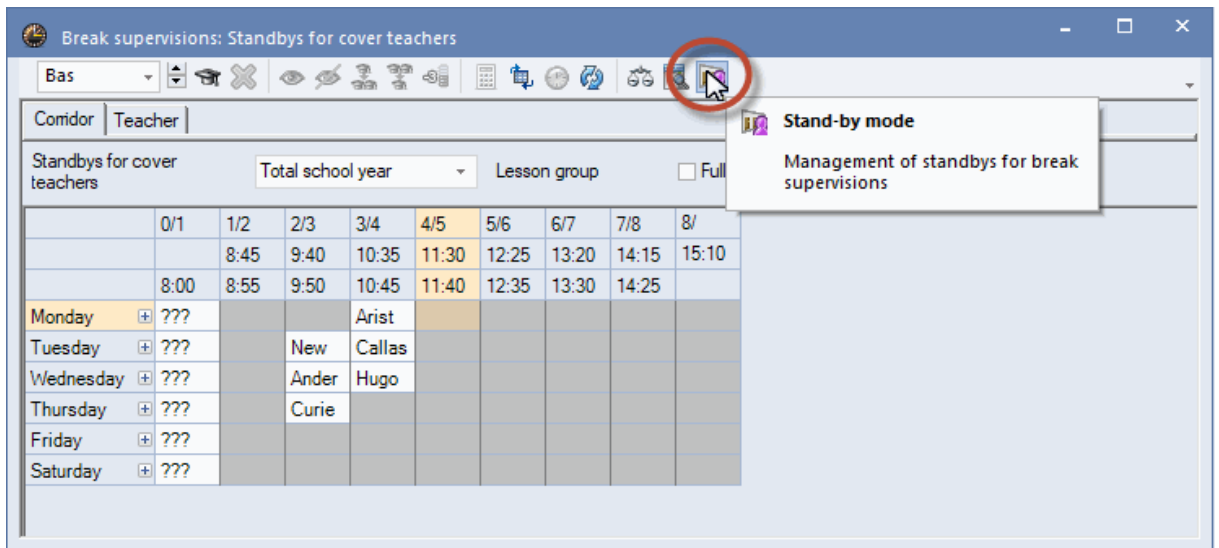 Break supervisions: Standbys for cover teachers
Bas
Corridor Teacher
Stand-by mode
Management of standbys for break
supervisions
Standbys for cover
teachers
Total school year Lesson group Full
0/1 1/2 2/3 3/4 4/5 5/6 6/7 7/8 8/
8:45 9:40 10:35 11:30 12:25 13:20 14:15 15:10
8:00 8:55 9:50 10:45 11:40 12:35 13:30 14:25
Monday ??? Arist
Tuesday ??? New Callas
Wednesday ??? Ander Hugo
Thursday ??? Curie
Friday ???
Saturday ???